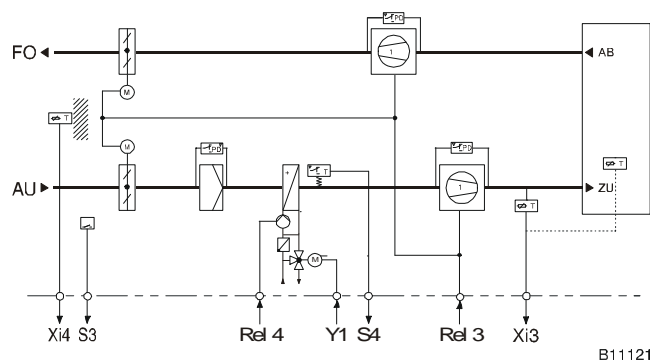 PD
FO AB
1
M
T
M
T
PD + T PD
AU 1 ZU
T
M
Xi4 S3 Rel 4 Y1 S4 Rel 3 Xi3
B11121